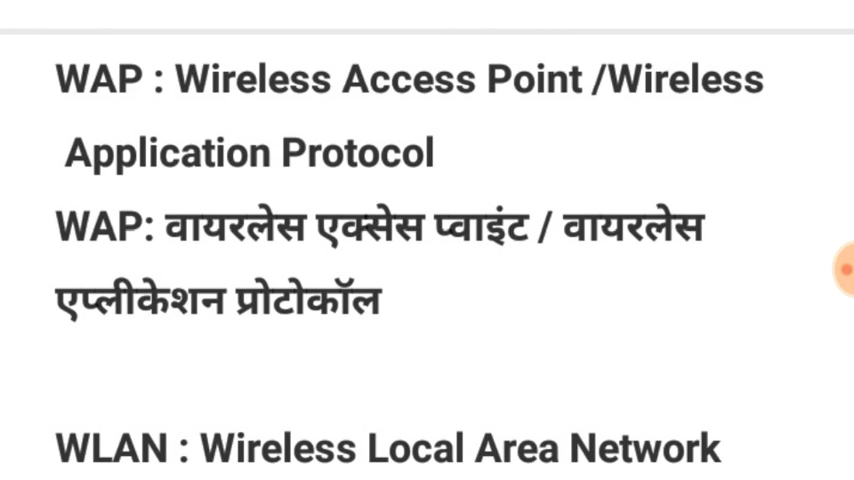 WAP : Wireless Access Point /Wireless
Application Protocol
WAP: वायरलेस एक्सेस प्वाइंट / वायरलेस
एप्लीकेशन प्रोटोकॉल
WLAN : Wireless Local Area Network